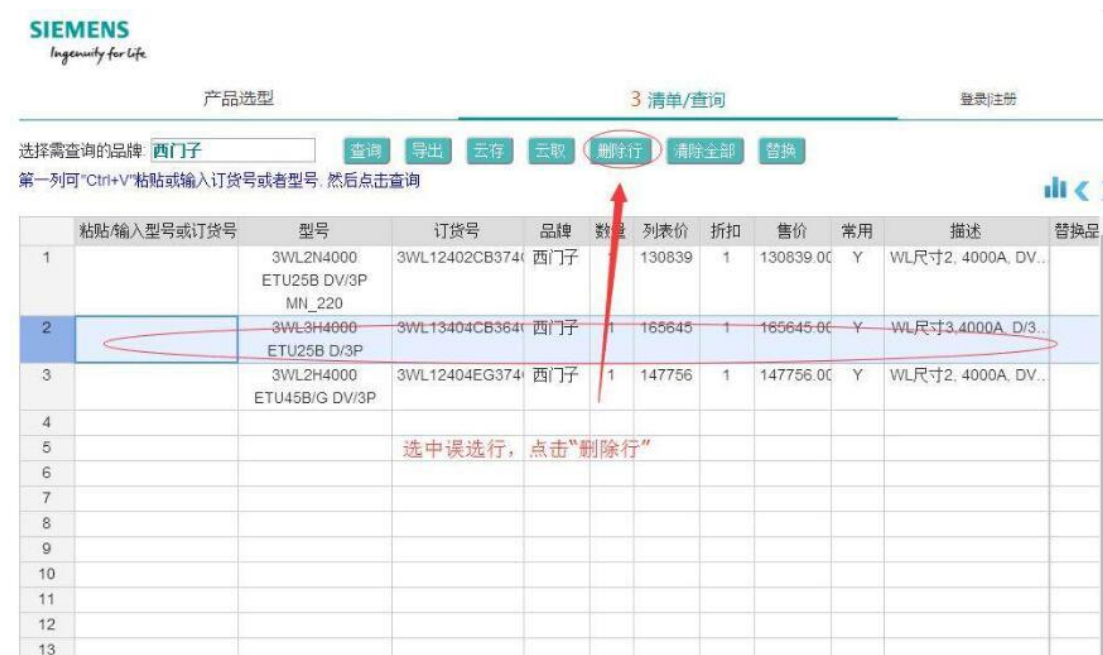 SIEMENS
Ingenuity for Life
产品选型 3 清单/查询 登录|注册
选择需查询的品牌: 西门子 查询 导出 云存 云取 删除行 清除全部 替换
第一列可"Ctrl+V"粘贴或输入订货号或者型号, 然后点击查询
粘贴/输入型号或订货号 型号 订货号 品牌 数量 列表价 折扣 售价 常用 描述 替换品
1 3WL2N4000 3WL12402CB374 西门子 1 130839 1 130839.00 Y WL尺寸2, 4000A, DV..
ETU25B DV/3P
MN_220
2 3WL3H4000 3WL13404CB364 西门子 1 165645 1 165645.00 Y WL尺寸3,4000A, D/3..
ETU25B D/3P
3 3WL2H4000 3WL12404EG374 西门子 1 147756 1 147756.00 Y WL尺寸2, 4000A, DV..
ETU45B/G DV/3P
4
5 选中误选行，点击“删除行”
6
7
8
9
10
11
12
13